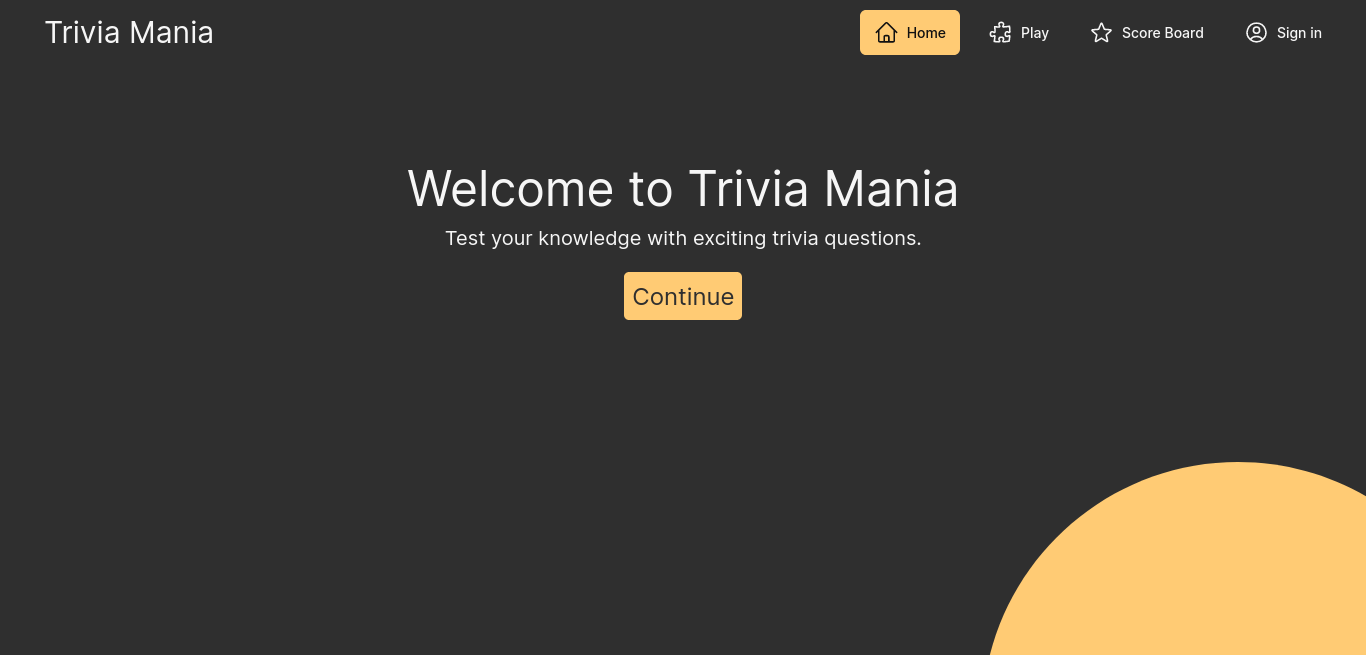 Trivia Mania
Home
Play
Score Board
Sign in
Welcome to Trivia Mania
Test your knowledge with exciting trivia questions.
Continue